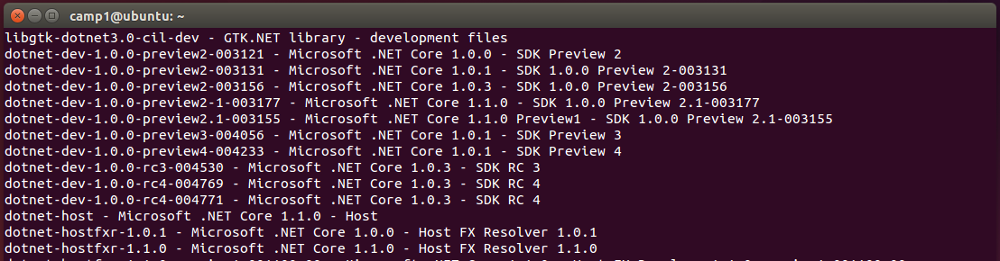 camp1@ubuntu: ~
libgtk-dotnet3.0-cil-dev - GTK.NET library - development files
dotnet-dev-1.0.0-preview2-003121 - Microsoft .NET Core 1.0.0 - SDK Preview 2
dotnet-dev-1.0.0-preview2-003131 - Microsoft .NET Core 1.0.1 - SDK 1.0.0 Preview 2-003131
dotnet-dev-1.0.0-preview2-003156 - Microsoft .NET Core 1.0.3 - SDK 1.0.0 Preview 2-003156
dotnet-dev-1.0.0-preview2-1-003177 - Microsoft .NET Core 1.1.0 - SDK 1.0.0 Preview 2.1-003177
dotnet-dev-1.0.0-preview2.1-003155 - Microsoft .NET Core 1.1.0 Preview1 - SDK 1.0.0 Preview 2.1-003155
dotnet-dev-1.0.0-preview3-004056 - Microsoft .NET Core 1.0.1 - SDK Preview 3
dotnet-dev-1.0.0-preview4-004233 - Microsoft .NET Core 1.0.1 - SDK Preview 4
dotnet-dev-1.0.0-rc3-004530 - Microsoft .NET Core 1.0.3 - SDK RC 3
dotnet-dev-1.0.0-rc4-004769 - Microsoft .NET Core 1.0.3 - SDK RC 4
dotnet-dev-1.0.0-rc4-004771 - Microsoft .NET Core 1.0.3 - SDK RC 4
dotnet-host - Microsoft .NET Core 1.1.0 - Host
dotnet-hostfxr-1.0.1 - Microsoft .NET Core 1.0.0 - Host FX Resolver 1.0.1
dotnet-hostfxr-1.1.0 - Microsoft .NET Core 1.1.0 - Host FX Resolver 1.1.0